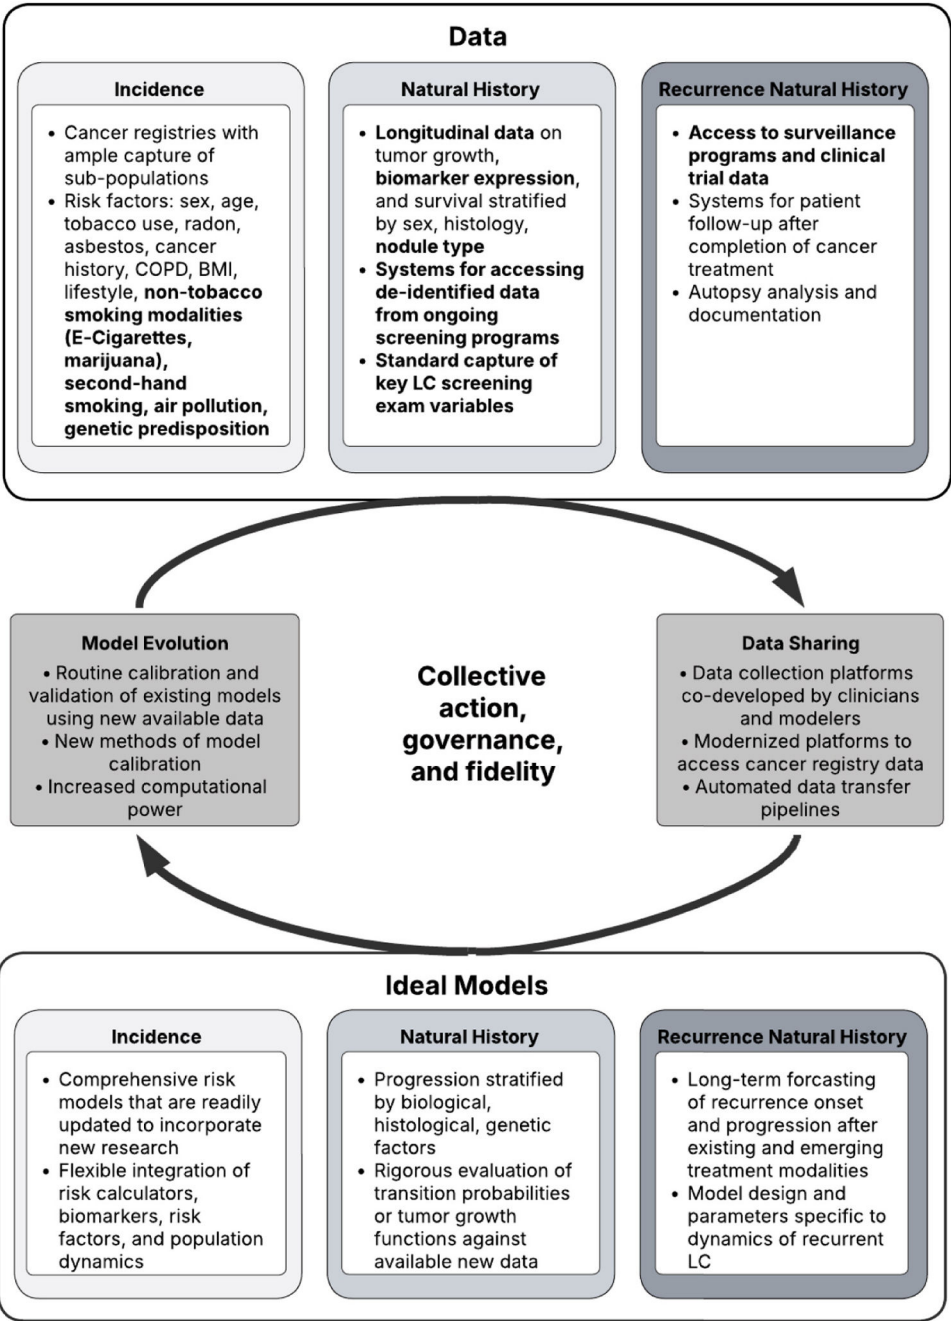 Data
Incidence
• Cancer registries with
ample capture of
sub-populations
• Risk factors: sex, age,
tobacco use, radon,
asbestos, cancer
history, COPD, BMI,
lifestyle, non-tobacco
smoking modalities
(E-Cigarettes,
marijuana),
second-hand
smoking, air pollution,
genetic predisposition
Natural History
• Longitudinal data on
tumor growth,
biomarker expression,
and survival stratified
by sex, histology,
nodule type
• Systems for accessing
de-identified data
from ongoing
screening programs
• Standard capture of
key LC screening
exam variables
Recurrence Natural History
• Access to surveillance
programs and clinical
trial data
• Systems for patient
follow-up after
completion of cancer
treatment
• Autopsy analysis and
documentation
Model Evolution
• Routine calibration and
validation of existing models
using new available data
• New methods of model
calibration
• Increased computational
power
Collective
action,
governance,
and fidelity
Data Sharing
• Data collection platforms
co-developed by clinicians
and modelers
• Modernized platforms to
access cancer registry data
• Automated data transfer
pipelines
Ideal Models
Incidence
• Comprehensive risk
models that are readily
updated to incorporate
new research
• Flexible integration of
risk calculators,
biomarkers, risk
factors, and population
dynamics
Natural History
• Progression stratified
by biological,
histological, genetic
factors
• Rigorous evaluation of
transition probabilities
or tumor growth
functions against
available new data
Recurrence Natural History
• Long-term forcasting
of recurrence onset
and progression after
existing and emerging
treatment modalities
• Model design and
parameters specific to
dynamics of recurrent
LC